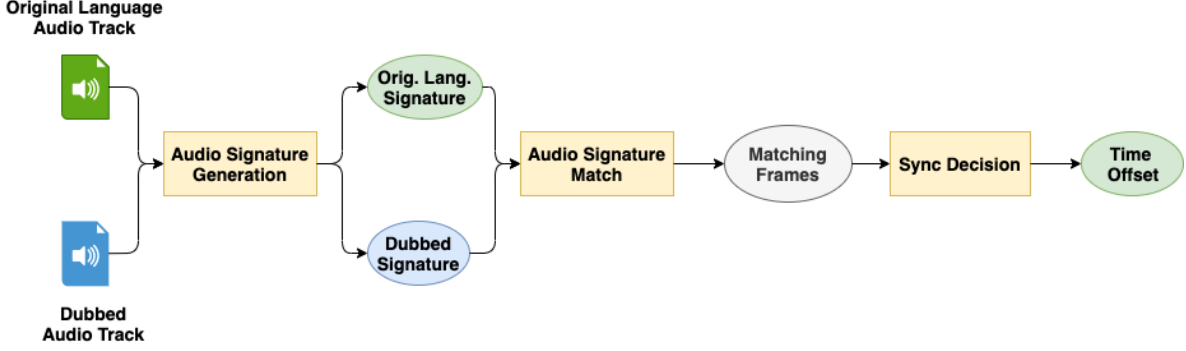 Original Language
Audio Track
Orig. Lang.
Signature
Audio Signature
Generation
Audio Signature
Match
Matching
Frames
Sync Decision
Time
Offset
Dubbed
Signature
Dubbed
Audio Track